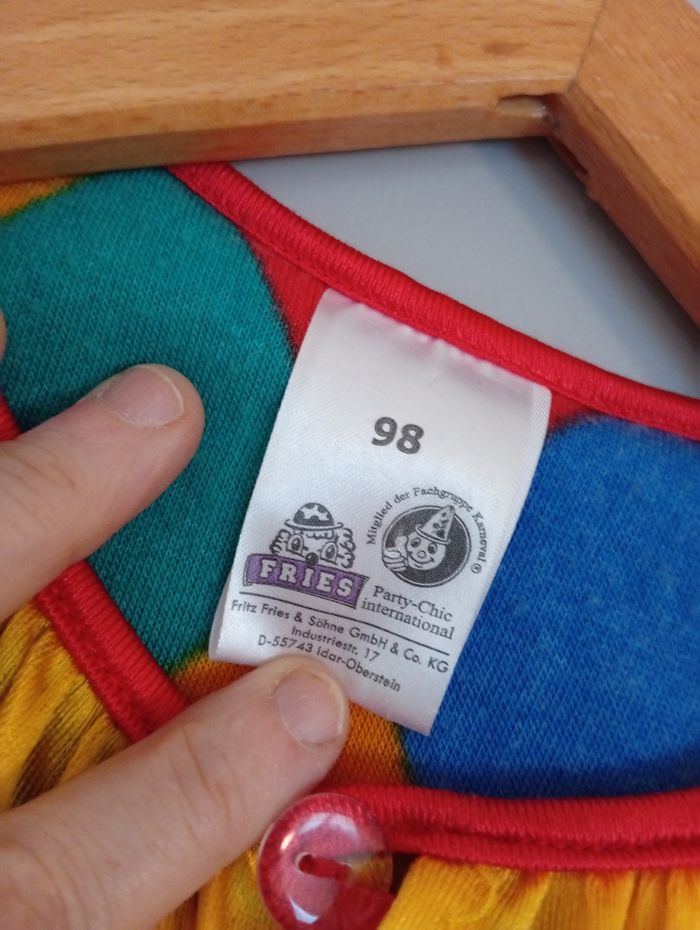 98
Mitglied der Fachgruppe Karneval ®
FRIES
Party-Chic
international
Fritz Fries & Söhne GmbH & Co. KG
Industriestr. 17
D-55743 Idar-Oberstein